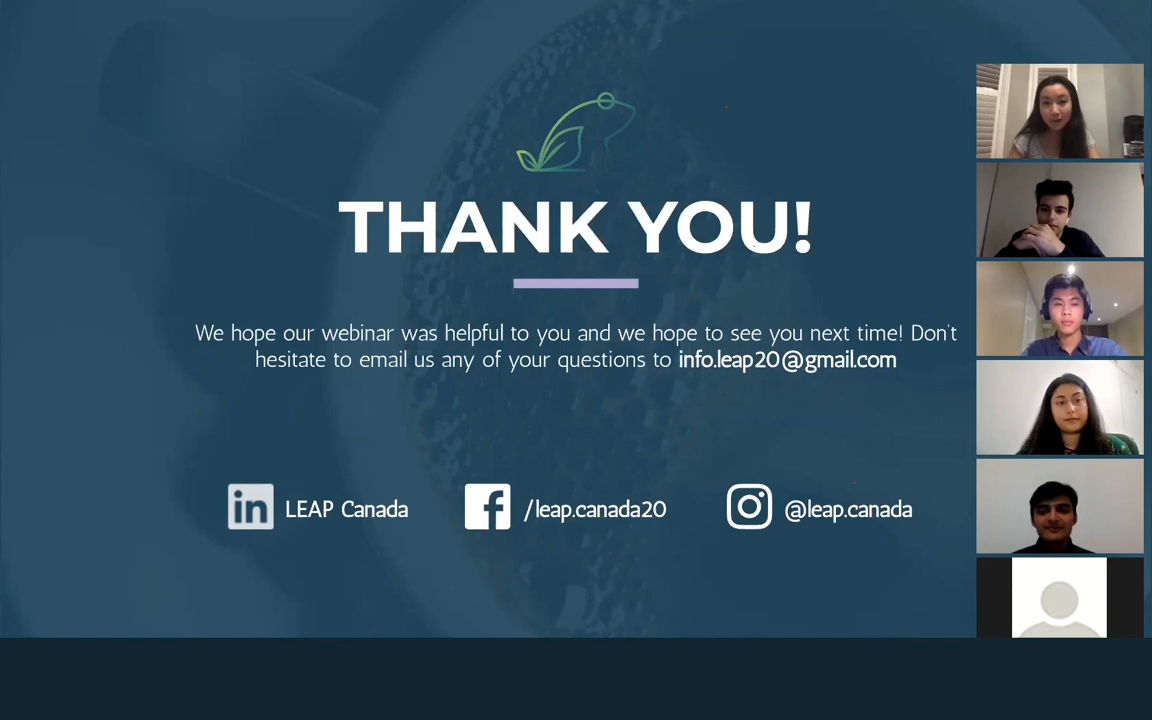 THANK YOU!
We hope our webinar was helpful to you and we hope to see you next time! Don't
hesitate to email us any of your questions to info.leap20@gmail.com
in LEAP Canada
f /leap.canada20
@leap.canada